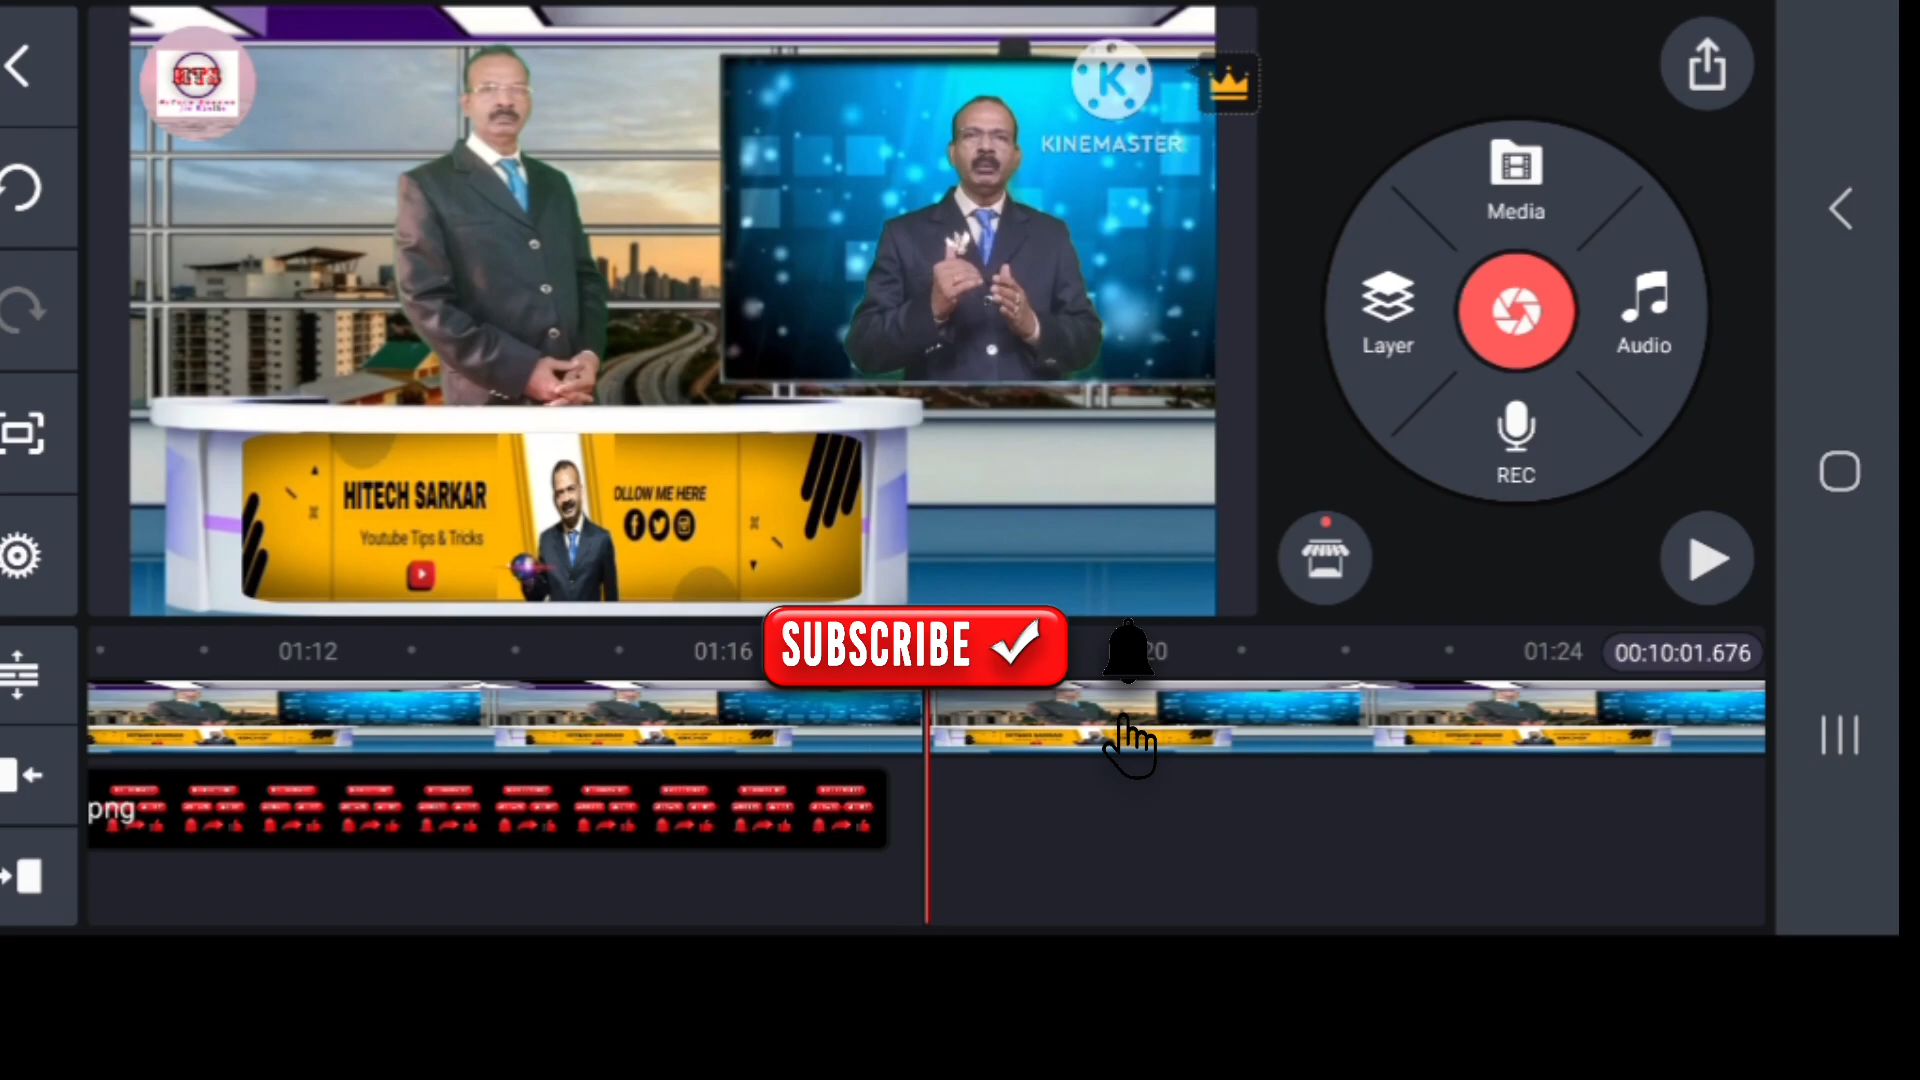 HTS
KINEMASTER
Media
Layer
Audio
REC
HITECH SARKAR
OLLOW ME HERE
Youtube Tips & Tricks
SUBSCRIBE
01:12
01:16
20
01:24
00:10:01.676
png